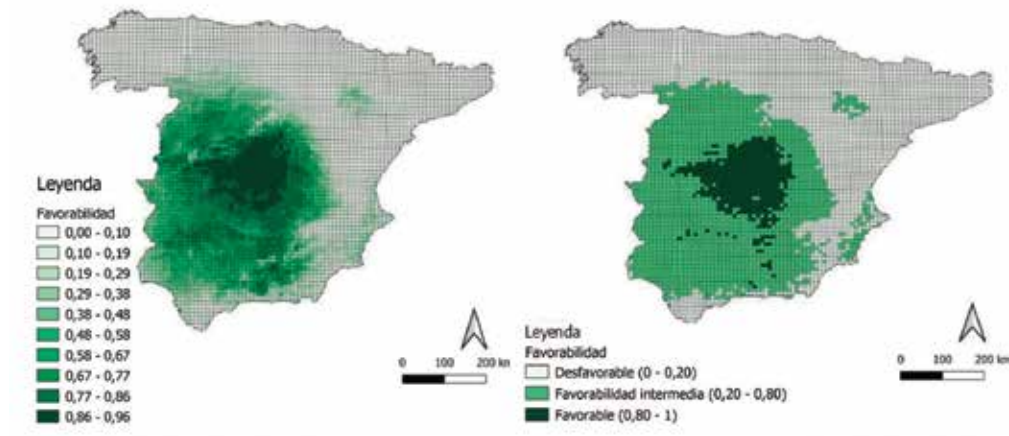 Leyenda
Favorabilidad
0,00 - 0,10
0,10 - 0,19
0,19 - 0,29
0,29 - 0,38
0,38 - 0,48
0,48 - 0,58
0,58 - 0,67
0,67 - 0,77
0,77 - 0,86
0,86 - 0,96
0 100 200 km
Leyenda
Favorabilidad
Desfavorable (0 - 0,20)
Favorabilidad intermedia (0,20 - 0,80)
Favorable (0,80 - 1)
0 100 200 km